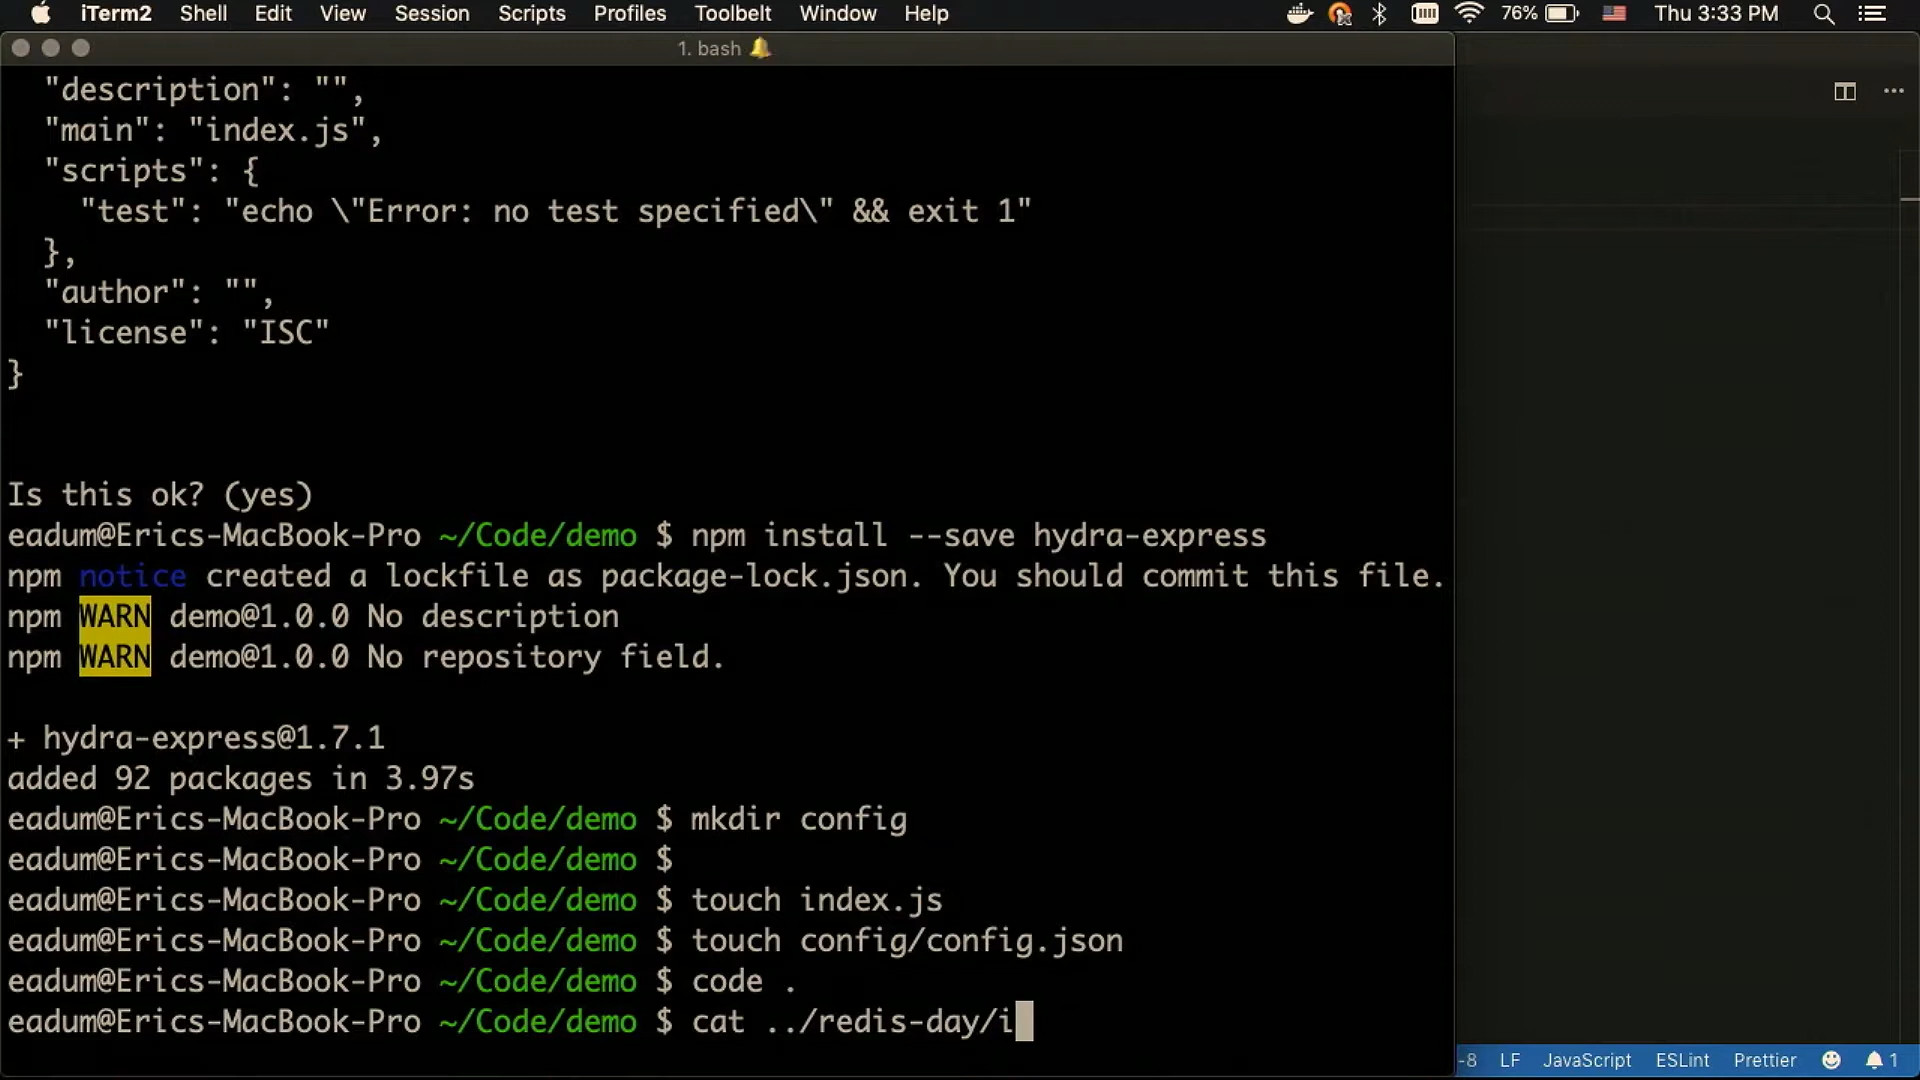 iTerm2 Shell Edit View Session Scripts Profiles Toolbelt Window Help 76% Thu 3:33 PM
1. bash
"description": "",
"main": "index.js",
"scripts": {
"test": "echo \"Error: no test specified\" && exit 1"
},
"author": "",
"license": "ISC"
}
Is this ok? (yes)
eadum@Erics-MacBook-Pro ~/Code/demo $ npm install --save hydra-express
npm notice created a lockfile as package-lock.json. You should commit this file.
npm WARN demo@1.0.0 No description
npm WARN demo@1.0.0 No repository field.
+ hydra-express@1.7.1
added 92 packages in 3.97s
eadum@Erics-MacBook-Pro ~/Code/demo $ mkdir config
eadum@Erics-MacBook-Pro ~/Code/demo $
eadum@Erics-MacBook-Pro ~/Code/demo $ touch index.js
eadum@Erics-MacBook-Pro ~/Code/demo $ touch config/config.json
eadum@Erics-MacBook-Pro ~/Code/demo $ code .
eadum@Erics-MacBook-Pro ~/Code/demo $ cat ../redis-day/i
-8 LF JavaScript ESLint Prettier 1